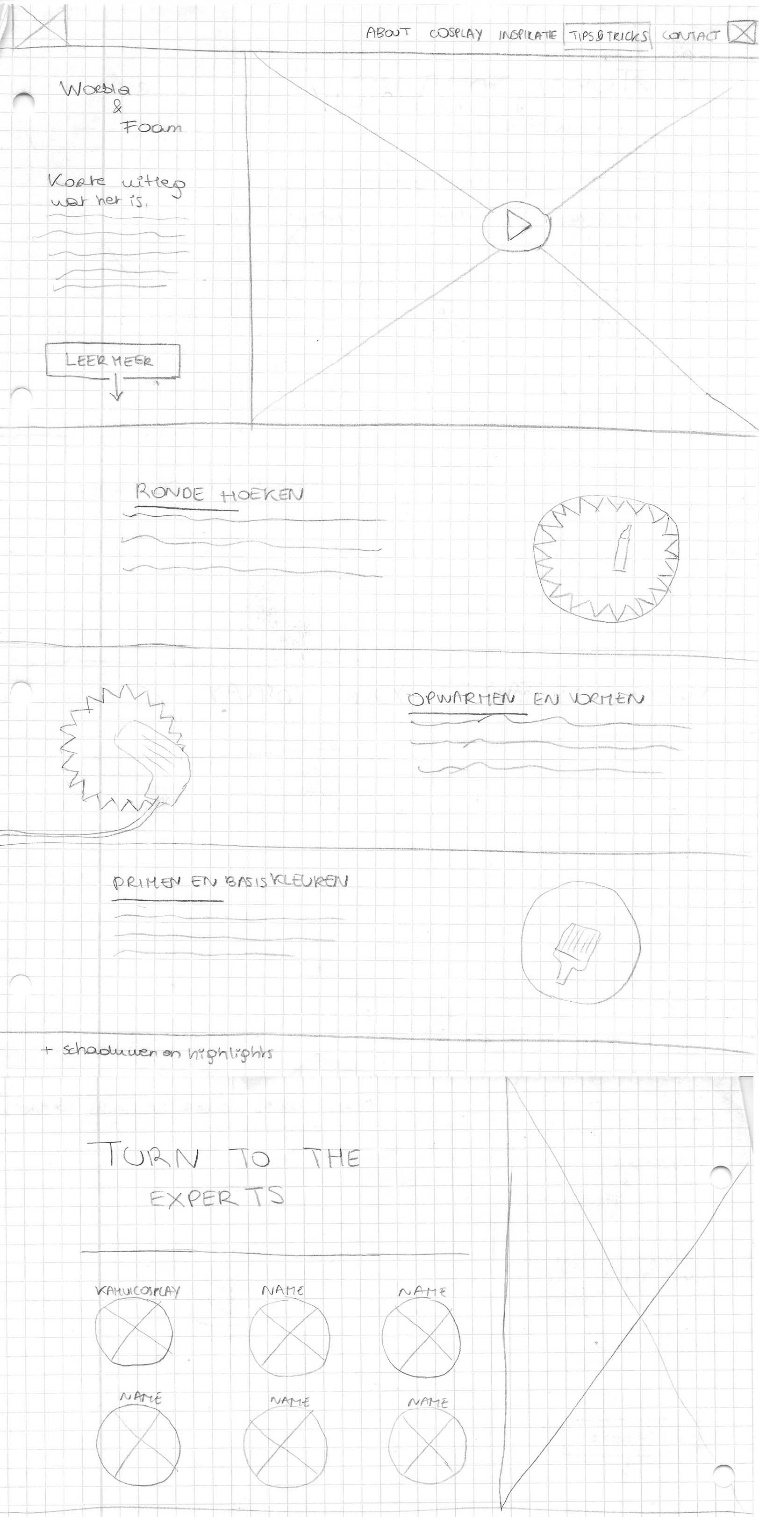 ABOUT COSPLAY INSPIRATIE TIPS&TRICKS CONTACT
Worbla
&
Foam
Korte uitleg
wat het is.
LEER MEER
RONDE HOEKEN
OPWARMEN EN VORMEN
PRIMEN EN BASISKLEUREN
+ schaduwen en highlights
TURN TO THE
EXPERTS
KAMUICOSPLAY NAME NAME
NAME NAME NAME